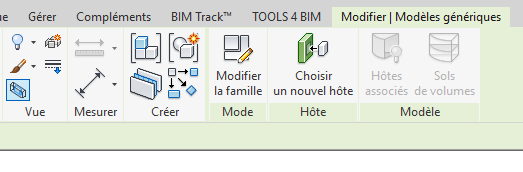 ue Gérer Compléments BIM Track™ TOOLS 4 BIM Modifier | Modèles génériques
Modifier Choisir Hôtes Sols
la famille un nouvel hôte associés de volumes
Vue Mesurer Créer Mode Hôte Modèle